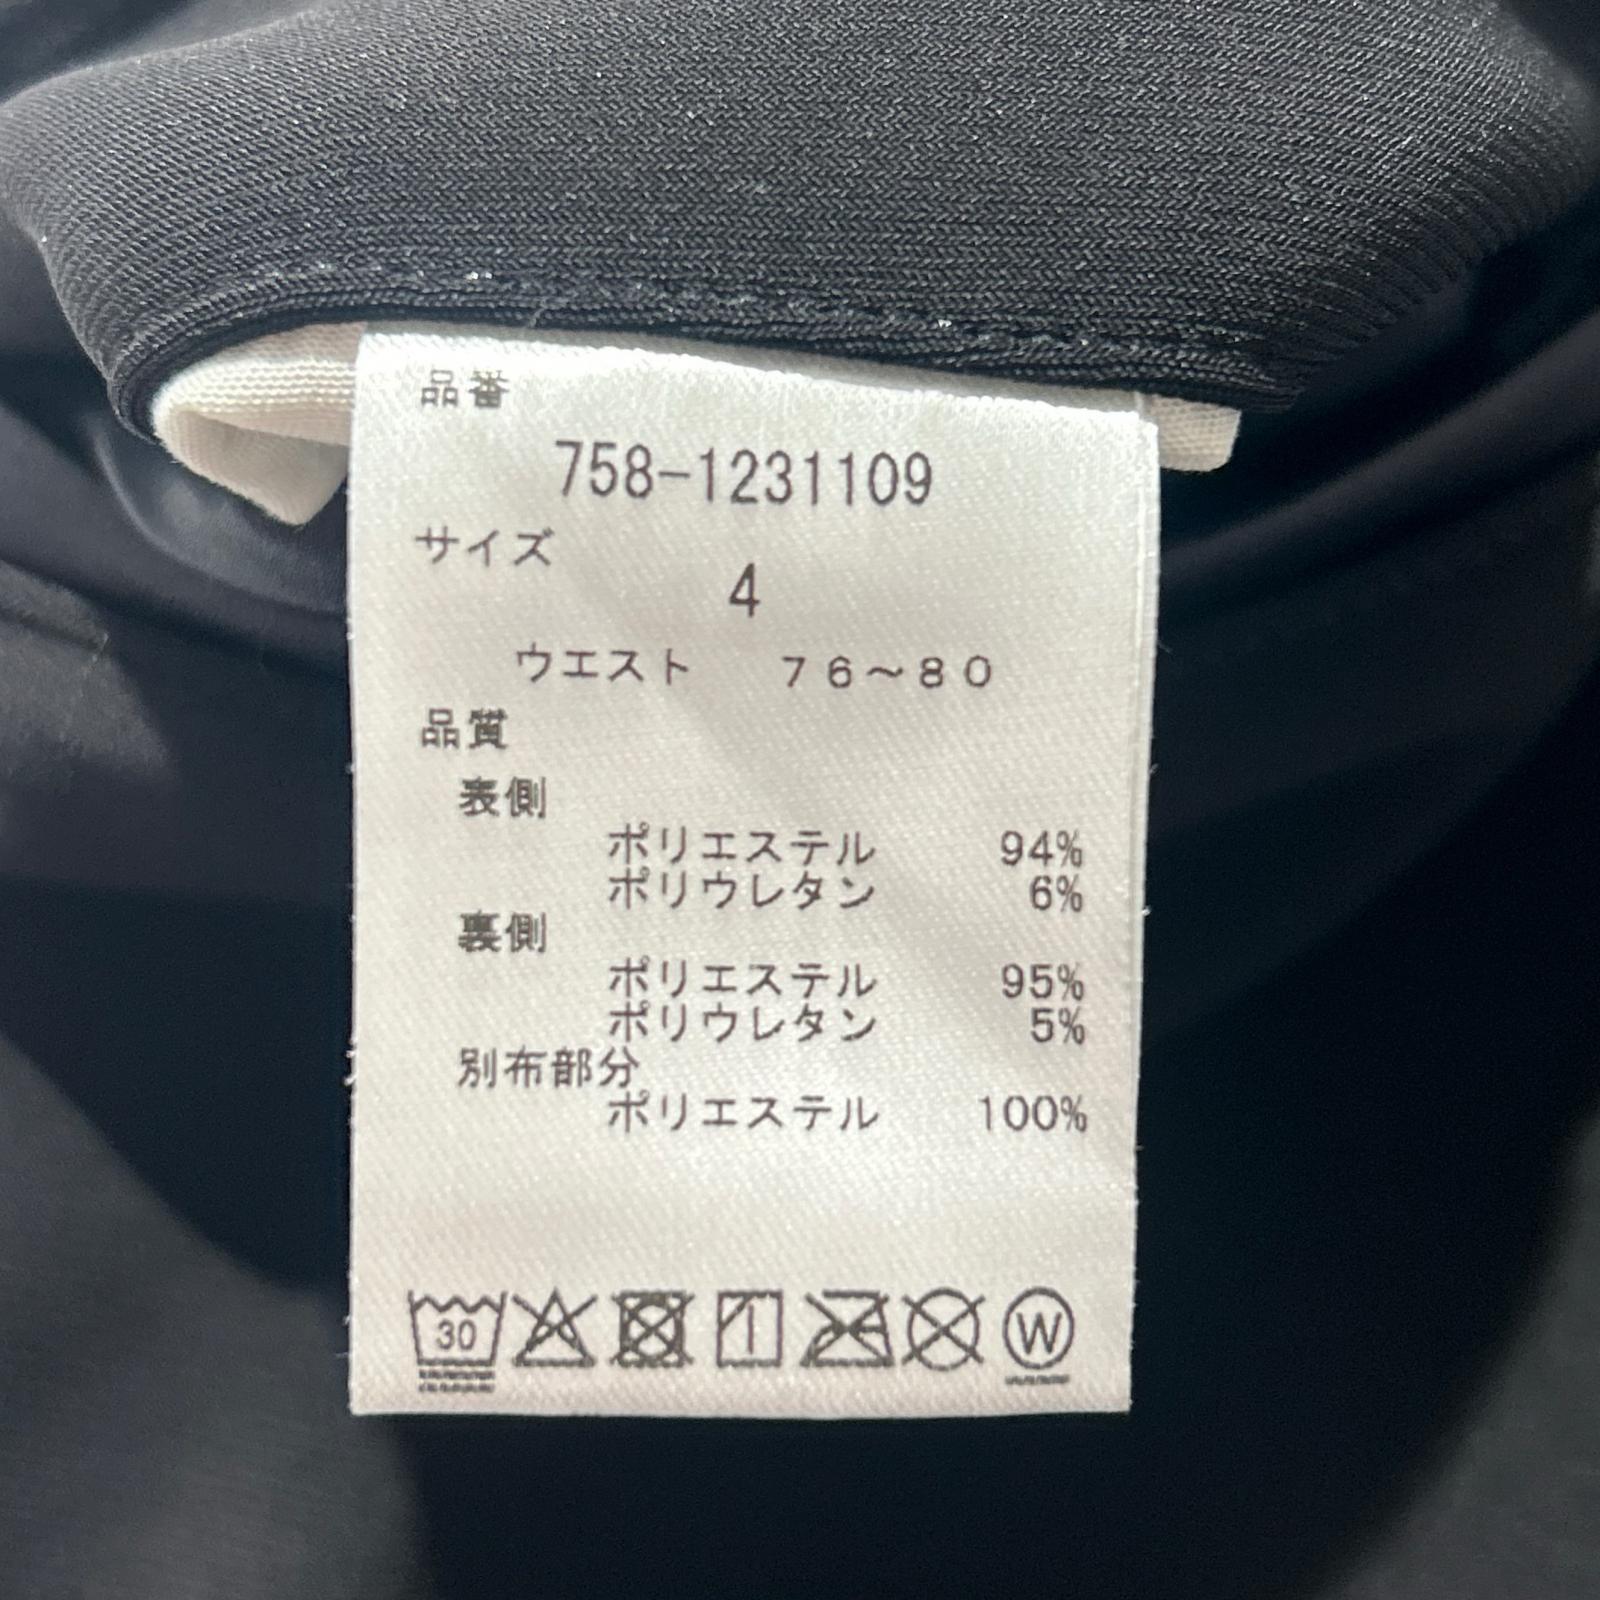 品番
758-1231109
サイズ
4
ウエスト 76~80
品質
表側
ポリエステル 94%
ポリウレタン 6%
裏側
ポリエステル 95%
ポリウレタン 5%
別布部分
ポリエステル 100%
30 W